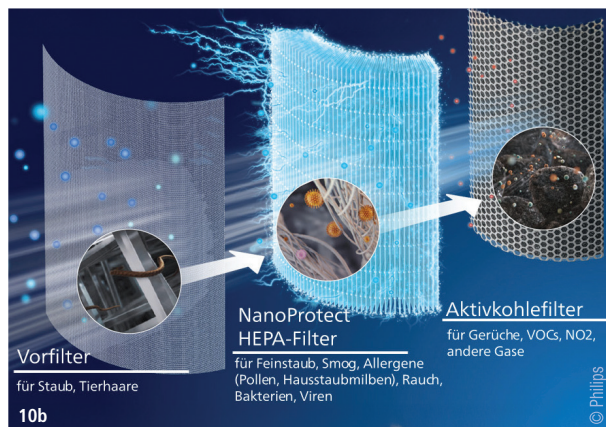 Vorfilter
für Staub, Tierhaare
NanoProtect
HEPA-Filter
für Feinstaub, Smog, Allergene
(Pollen, Hausstaubmilben), Rauch,
Bakterien, Viren
Aktivkohlefilter
für Gerüche, VOCs, NO2,
andere Gase
10b
© Philips